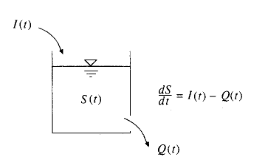 I(t)
S(t)
dS/dt = I(t) − Q(t)
Q(t)